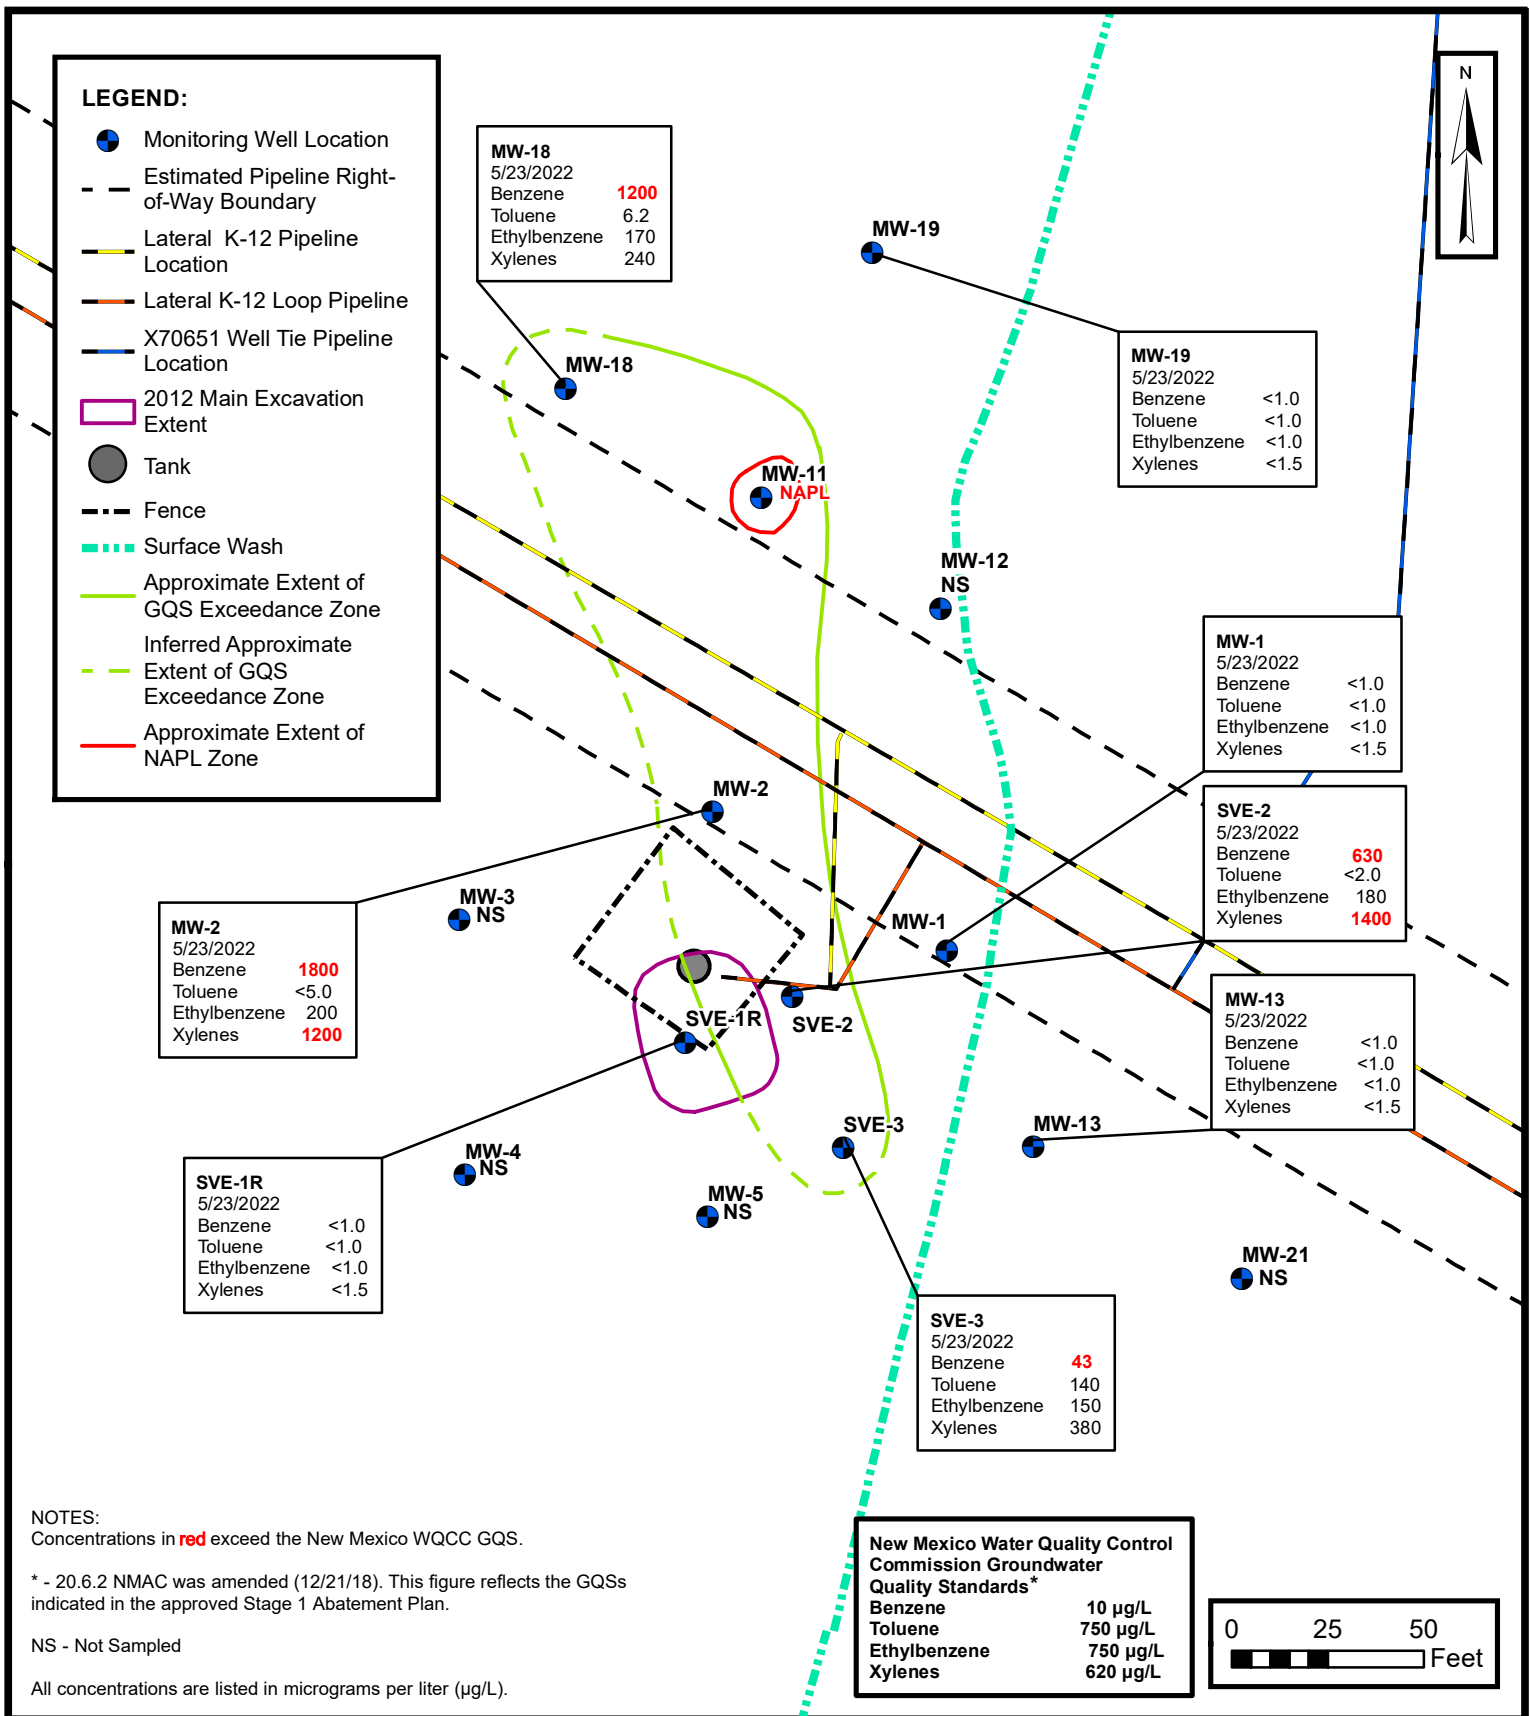 LEGEND:
Monitoring Well Location
Estimated Pipeline Right-
of-Way Boundary
Lateral K-12 Pipeline
Location
Lateral K-12 Loop Pipeline
X70651 Well Tie Pipeline
Location
2012 Main Excavation
Extent
Tank
Fence
Surface Wash
Approximate Extent of
GQS Exceedance Zone
Inferred Approximate
Extent of GQS
Exceedance Zone
Approximate Extent of
NAPL Zone
N
MW-18
5/23/2022
Benzene 1200
Toluene 6.2
Ethylbenzene 170
Xylenes 240
MW-19
MW-18
MW-19
5/23/2022
Benzene <1.0
Toluene <1.0
Ethylbenzene <1.0
Xylenes <1.5
MW-11
NAPL
MW-12
NS
MW-1
5/23/2022
Benzene <1.0
Toluene <1.0
Ethylbenzene <1.0
Xylenes <1.5
MW-2
SVE-2
5/23/2022
Benzene 630
Toluene <2.0
Ethylbenzene 180
Xylenes 1400
MW-3
NS
MW-1
MW-2
5/23/2022
Benzene 1800
Toluene <5.0
Ethylbenzene 200
Xylenes 1200
SVE-1R
SVE-2
MW-13
5/23/2022
Benzene <1.0
Toluene <1.0
Ethylbenzene <1.0
Xylenes <1.5
SVE-3
MW-13
MW-4
NS
MW-5
NS
SVE-1R
5/23/2022
Benzene <1.0
Toluene <1.0
Ethylbenzene <1.0
Xylenes <1.5
MW-21
NS
SVE-3
5/23/2022
Benzene 43
Toluene 140
Ethylbenzene 150
Xylenes 380
NOTES:
Concentrations in red exceed the New Mexico WQCC GQS.
* - 20.6.2 NMAC was amended (12/21/18). This figure reflects the GQSs
indicated in the approved Stage 1 Abatement Plan.
NS - Not Sampled
All concentrations are listed in micrograms per liter (µg/L).
New Mexico Water Quality Control
Commission Groundwater
Quality Standards*
Benzene 10 µg/L
Toluene 750 µg/L
Ethylbenzene 750 µg/L
Xylenes 620 µg/L
0 25 50
Feet